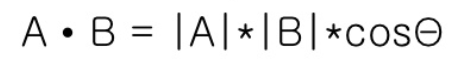 A • B = |A|*|B|*cosΘ